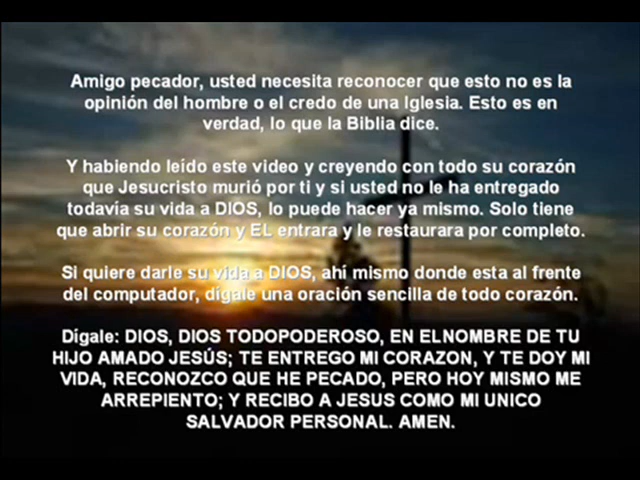 Amigo pecador, usted necesita reconocer que esto no es la
opinión del hombre o el credo de una Iglesia. Esto es en
verdad, lo que la Biblia dice.
Y habiendo leído este video y creyendo con todo su corazón
que Jesucristo murió por ti y si usted no le ha entregado
todavía su vida a DIOS, lo puede hacer ya mismo. Solo tiene
que abrir su corazón y EL entrara y le restaurara por completo.
Si quiere darle su vida a DIOS, ahí mismo donde esta al frente
del computador, dígale una oración sencilla de todo corazón.
Dígale: DIOS, DIOS TODOPODEROSO, EN ELNOMBRE DE TU
HIJO AMADO JESÚS; TE ENTREGO MI CORAZON, Y TE DOY MI
VIDA, RECONOZCO QUE HE PECADO, PERO HOY MISMO ME
ARREPIENTO; Y RECIBO A JESUS COMO MI UNICO
SALVADOR PERSONAL. AMEN.